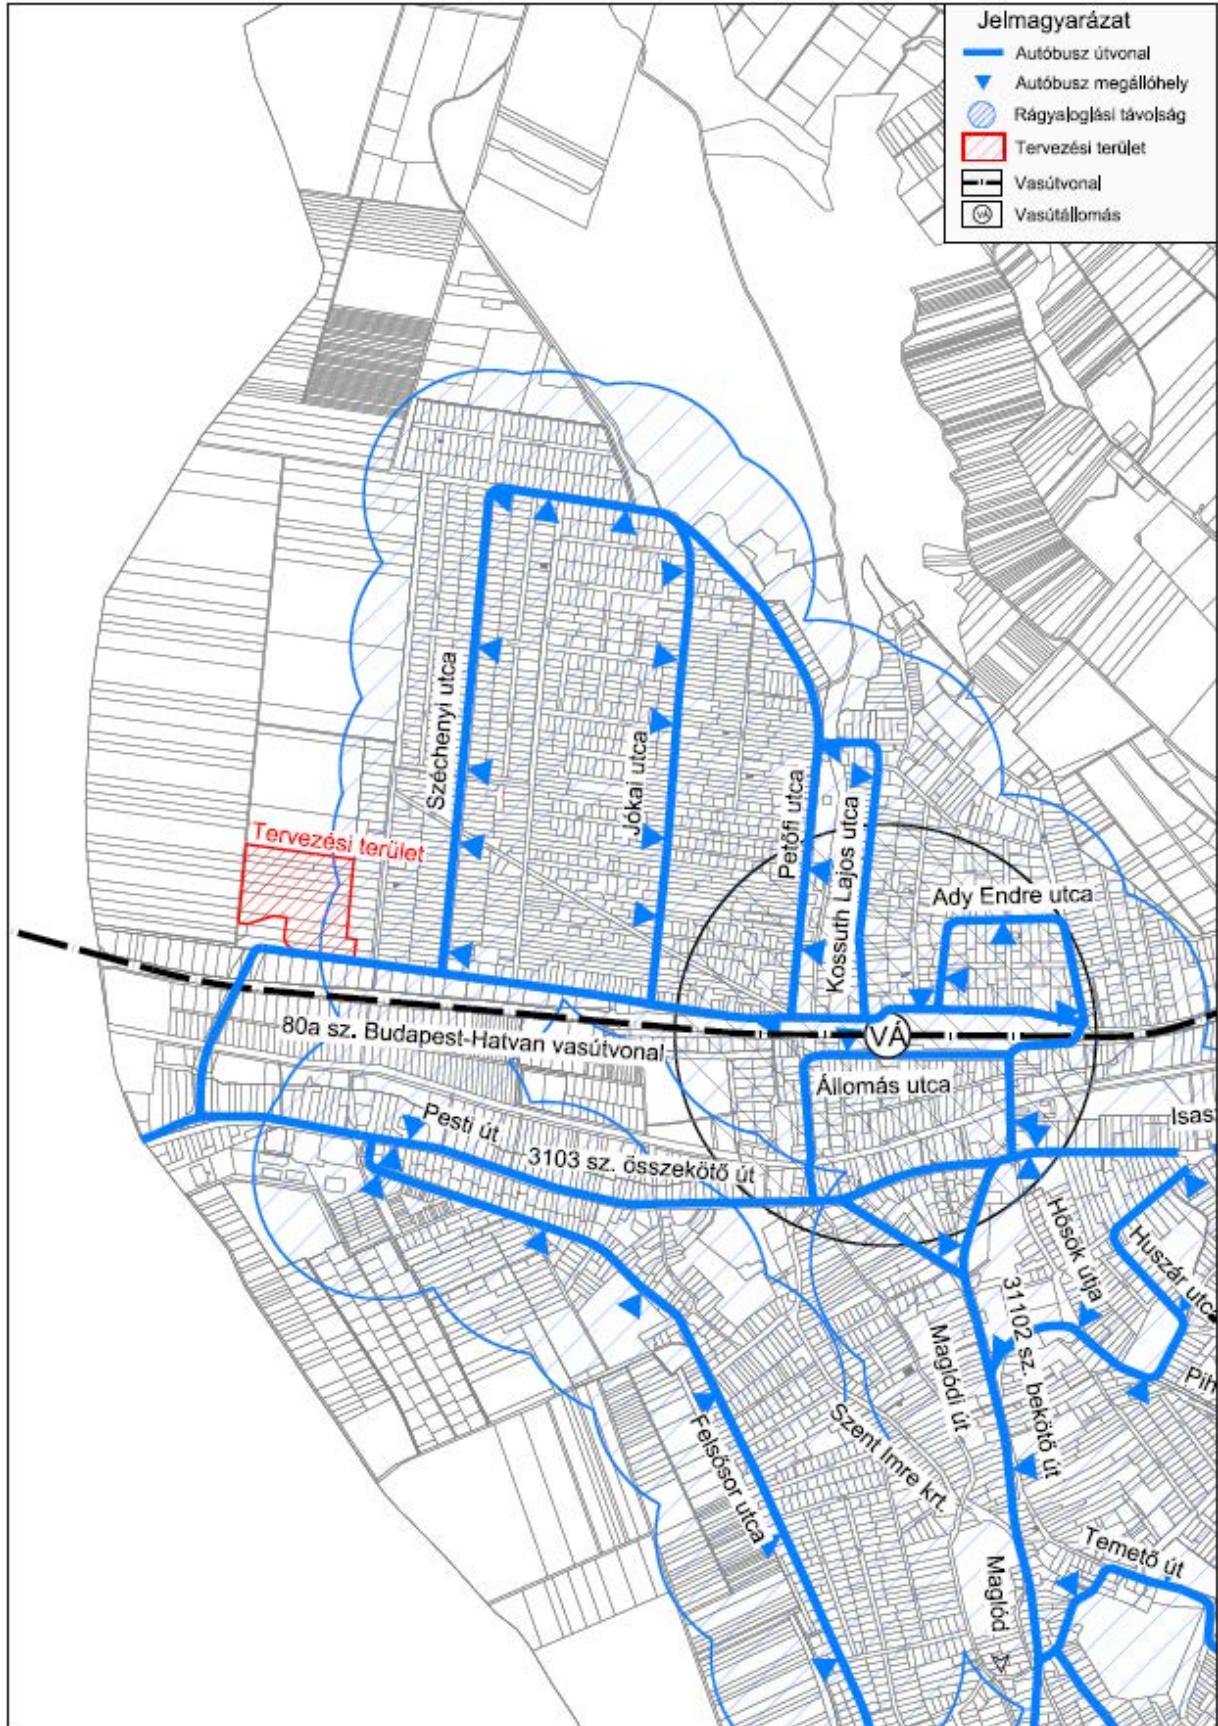 Jelmagyarázat
Autóbusz útvonal
Autóbusz megállóhely
Rágyaloglási távolság
Tervezési terület
Vasútvonal
VÁ Vasútállomás
Széchenyi utca
Jókai utca
Petőfi utca
Kossuth Lajos utca
Tervezési terület
Ady Endre utca
80a sz. Budapest-Hatvan vasútvonal
VÁ
Állomás utca
Pesti út
3103 sz. összekötő út
Isas
Hősök útja
Huszár utca
31102 sz. bekötő út
Pih
Maglódi út
Szent Imre krt.
Felsősor utca
Temető út
Maglód